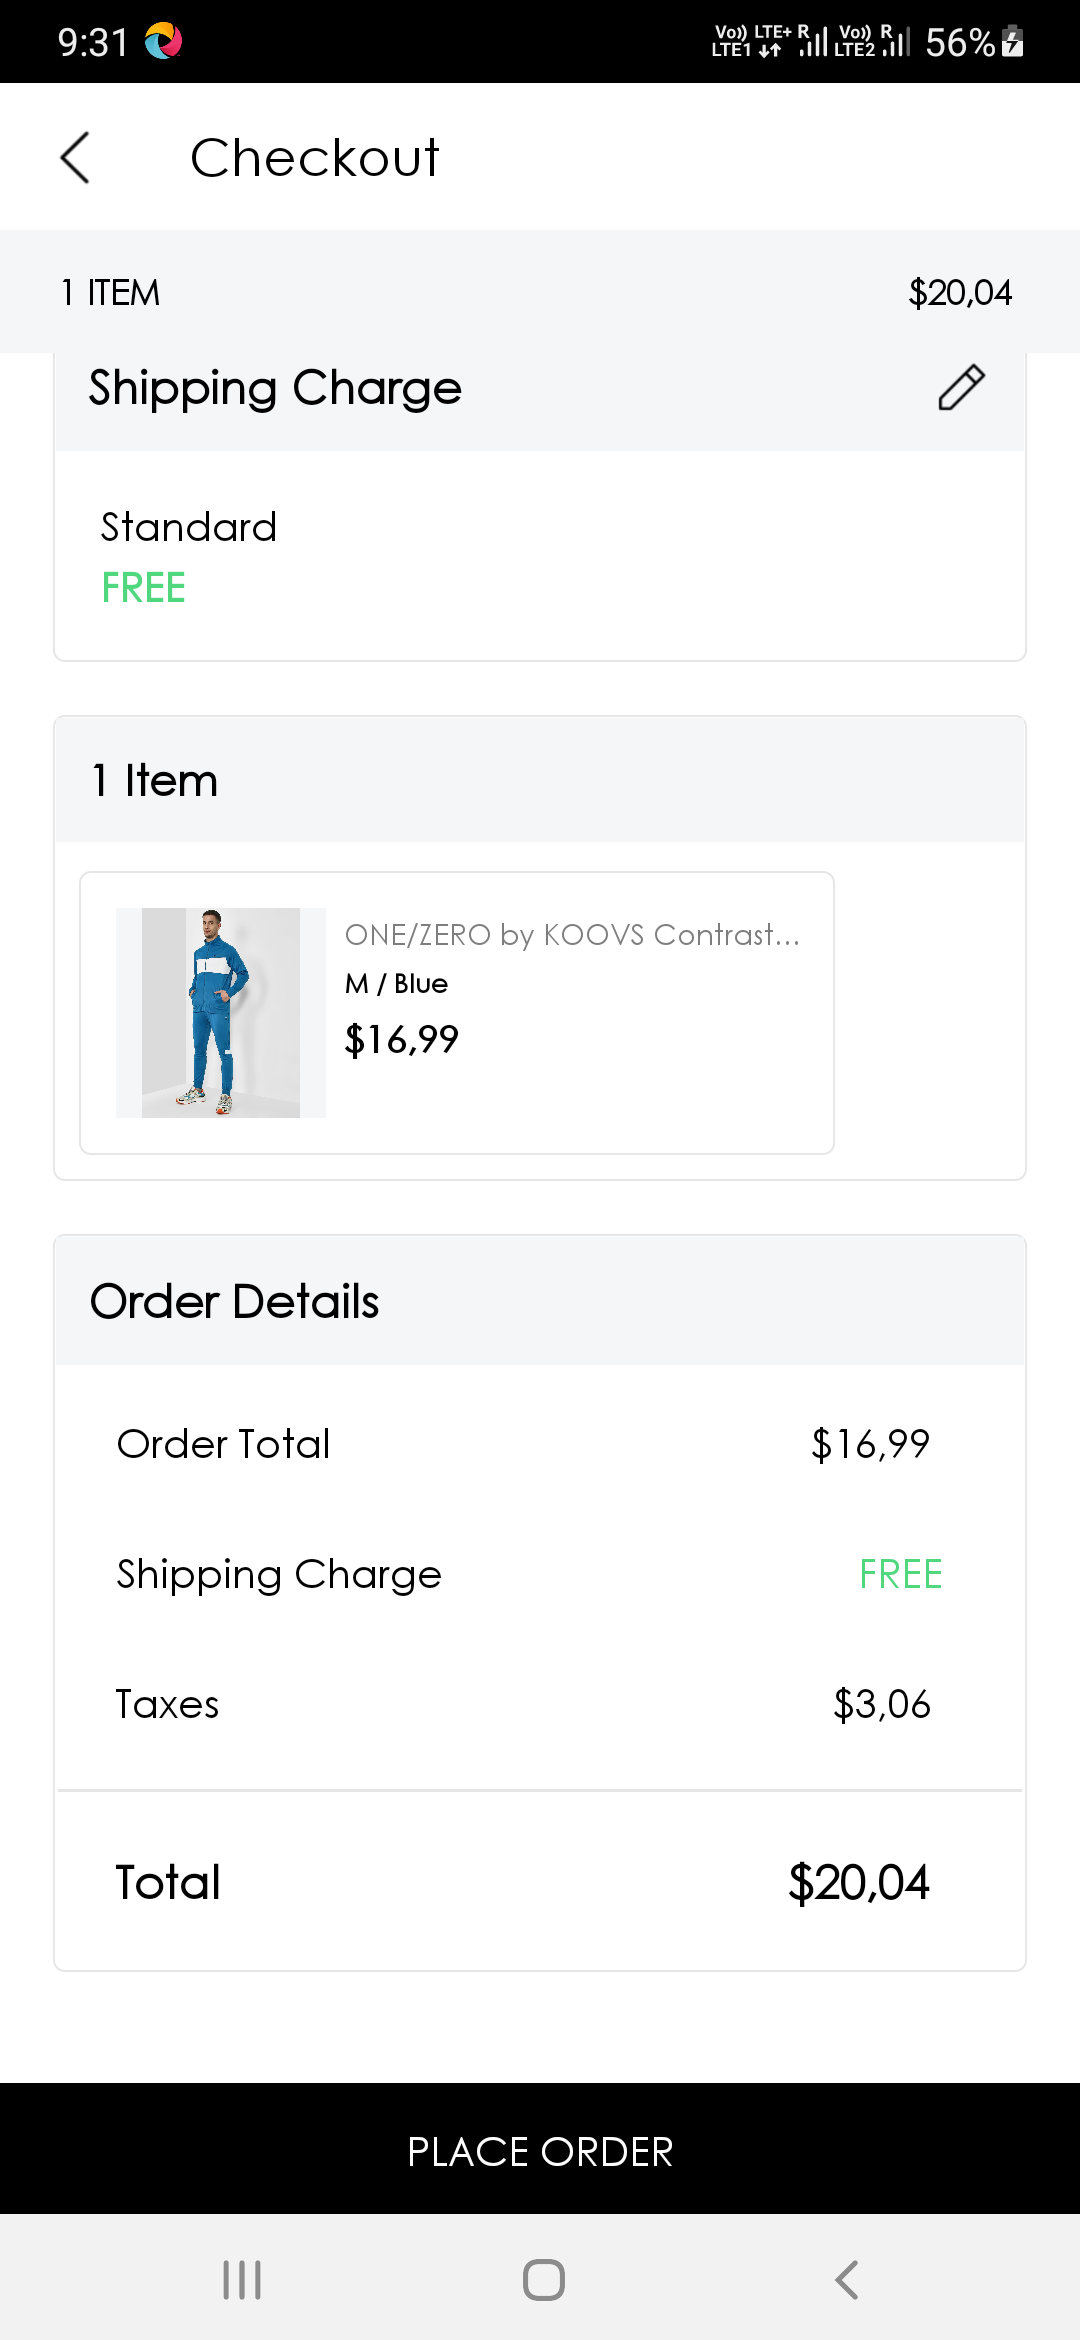 9:31
Vo)) LTE+ R Vo)) R 56%
LTE1 LTE2
Checkout
1 ITEM $20,04
Shipping Charge
Standard
FREE
1 Item
ONE/ZERO by KOOVS Contrast...
M / Blue
$16,99
Order Details
Order Total $16,99
Shipping Charge FREE
Taxes $3,06
Total $20,04
PLACE ORDER